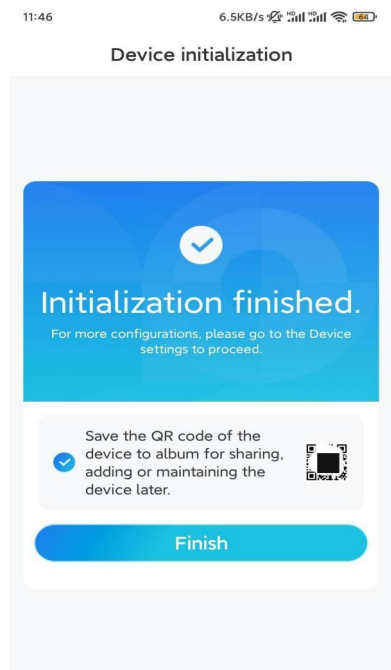 11:46 6.5KB/s HD HD 64
Device initialization
Initialization finished.
For more configurations, please go to the Device
settings to proceed.
Save the QR code of the
device to album for sharing,
adding or maintaining the
device later.
Finish